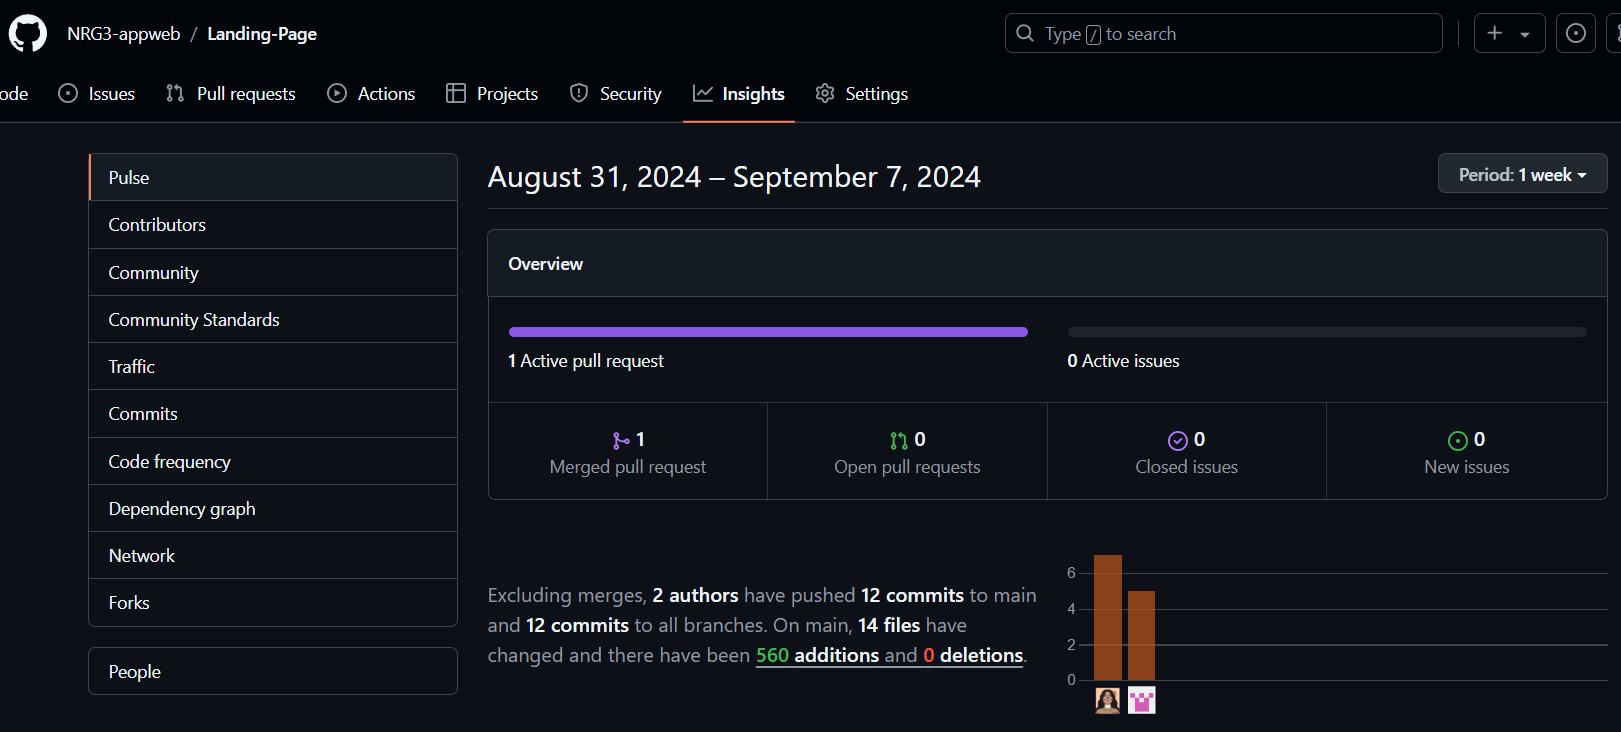 NRG3-appweb / Landing-Page
Type / to search
ode Issues Pull requests Actions Projects Security Insights Settings
Pulse
Contributors
Community
Community Standards
Traffic
Commits
Code frequency
Dependency graph
Network
Forks
People
August 31, 2024 – September 7, 2024
Period: 1 week
Overview
1 Active pull request
0 Active issues
1
Merged pull request
0
Open pull requests
0
Closed issues
0
New issues
Excluding merges, 2 authors have pushed 12 commits to main
and 12 commits to all branches. On main, 14 files have
changed and there have been 560 additions and 0 deletions.
6
4
2
0